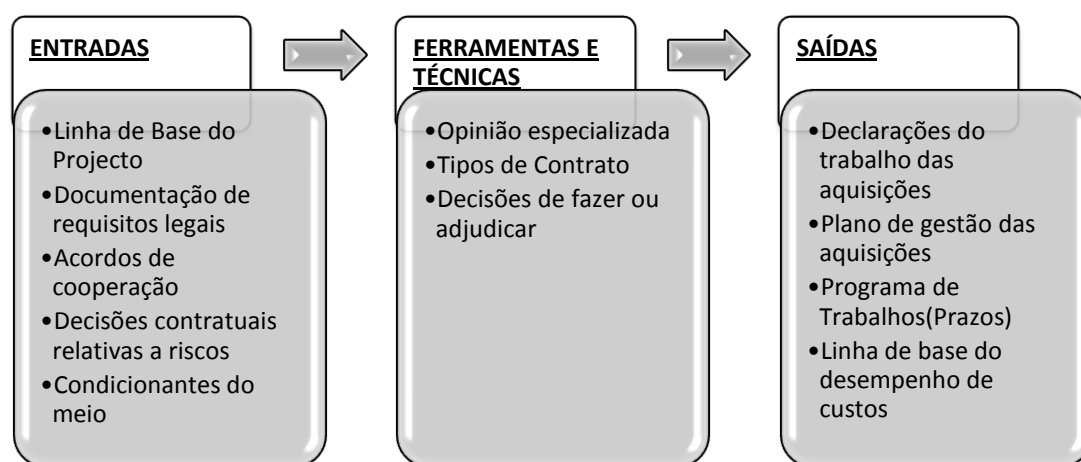 ENTRADAS
•Linha de Base do
Projecto
•Documentação de
requisitos legais
•Acordos de
cooperação
•Decisões contratuais
relativas a riscos
•Condicionantes do
meio
FERRAMENTAS E
TÉCNICAS
•Opinião especializada
•Tipos de Contrato
•Decisões de fazer ou
adjudicar
SAÍDAS
•Declarações do
trabalho das
aquisições
•Plano de gestão das
aquisições
•Programa de
Trabalhos(Prazos)
•Linha de base do
desempenho de
custos